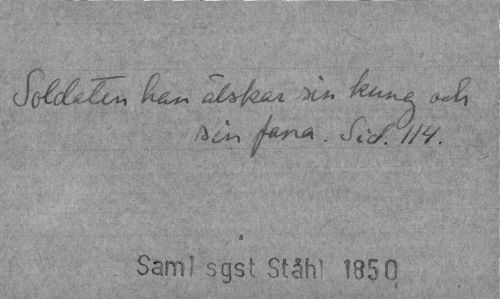 Soldaten han älskar sin kung och
sin fana. Sid. 114.
Saml sgst Ståhl 1850